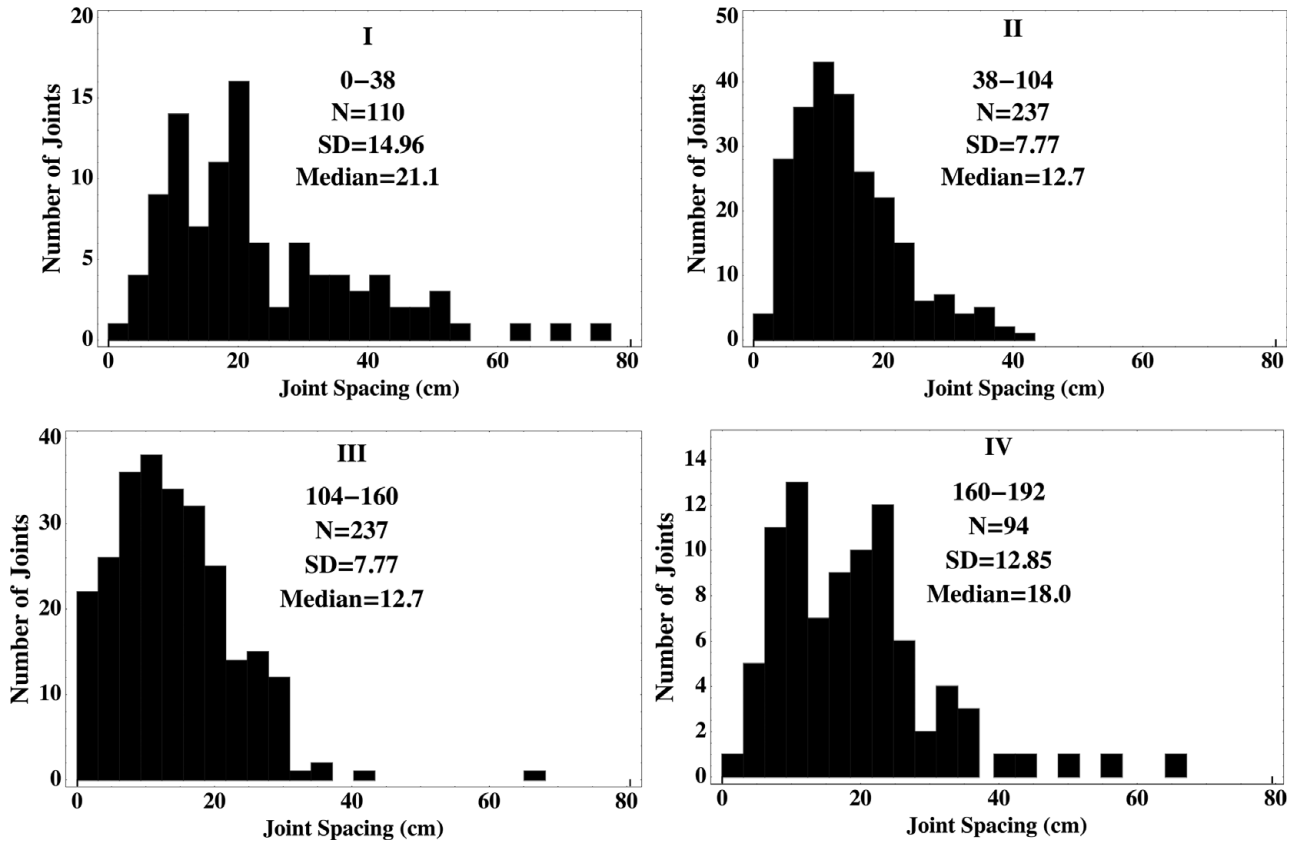 I
0–38
N=110
SD=14.96
Median=21.1
Number of Joints
20
15
10
5
0
0 20 40 60 80
Joint Spacing (cm)
II
38–104
N=237
SD=7.77
Median=12.7
Number of Joints
50
40
30
20
10
0
0 20 40 60 80
Joint Spacing (cm)
III
104–160
N=237
SD=7.77
Median=12.7
Number of Joints
40
30
20
10
0
0 20 40 60 80
Joint Spacing (cm)
IV
160–192
N=94
SD=12.85
Median=18.0
Number of Joints
14
12
10
8
6
4
2
0
0 20 40 60 80
Joint Spacing (cm)